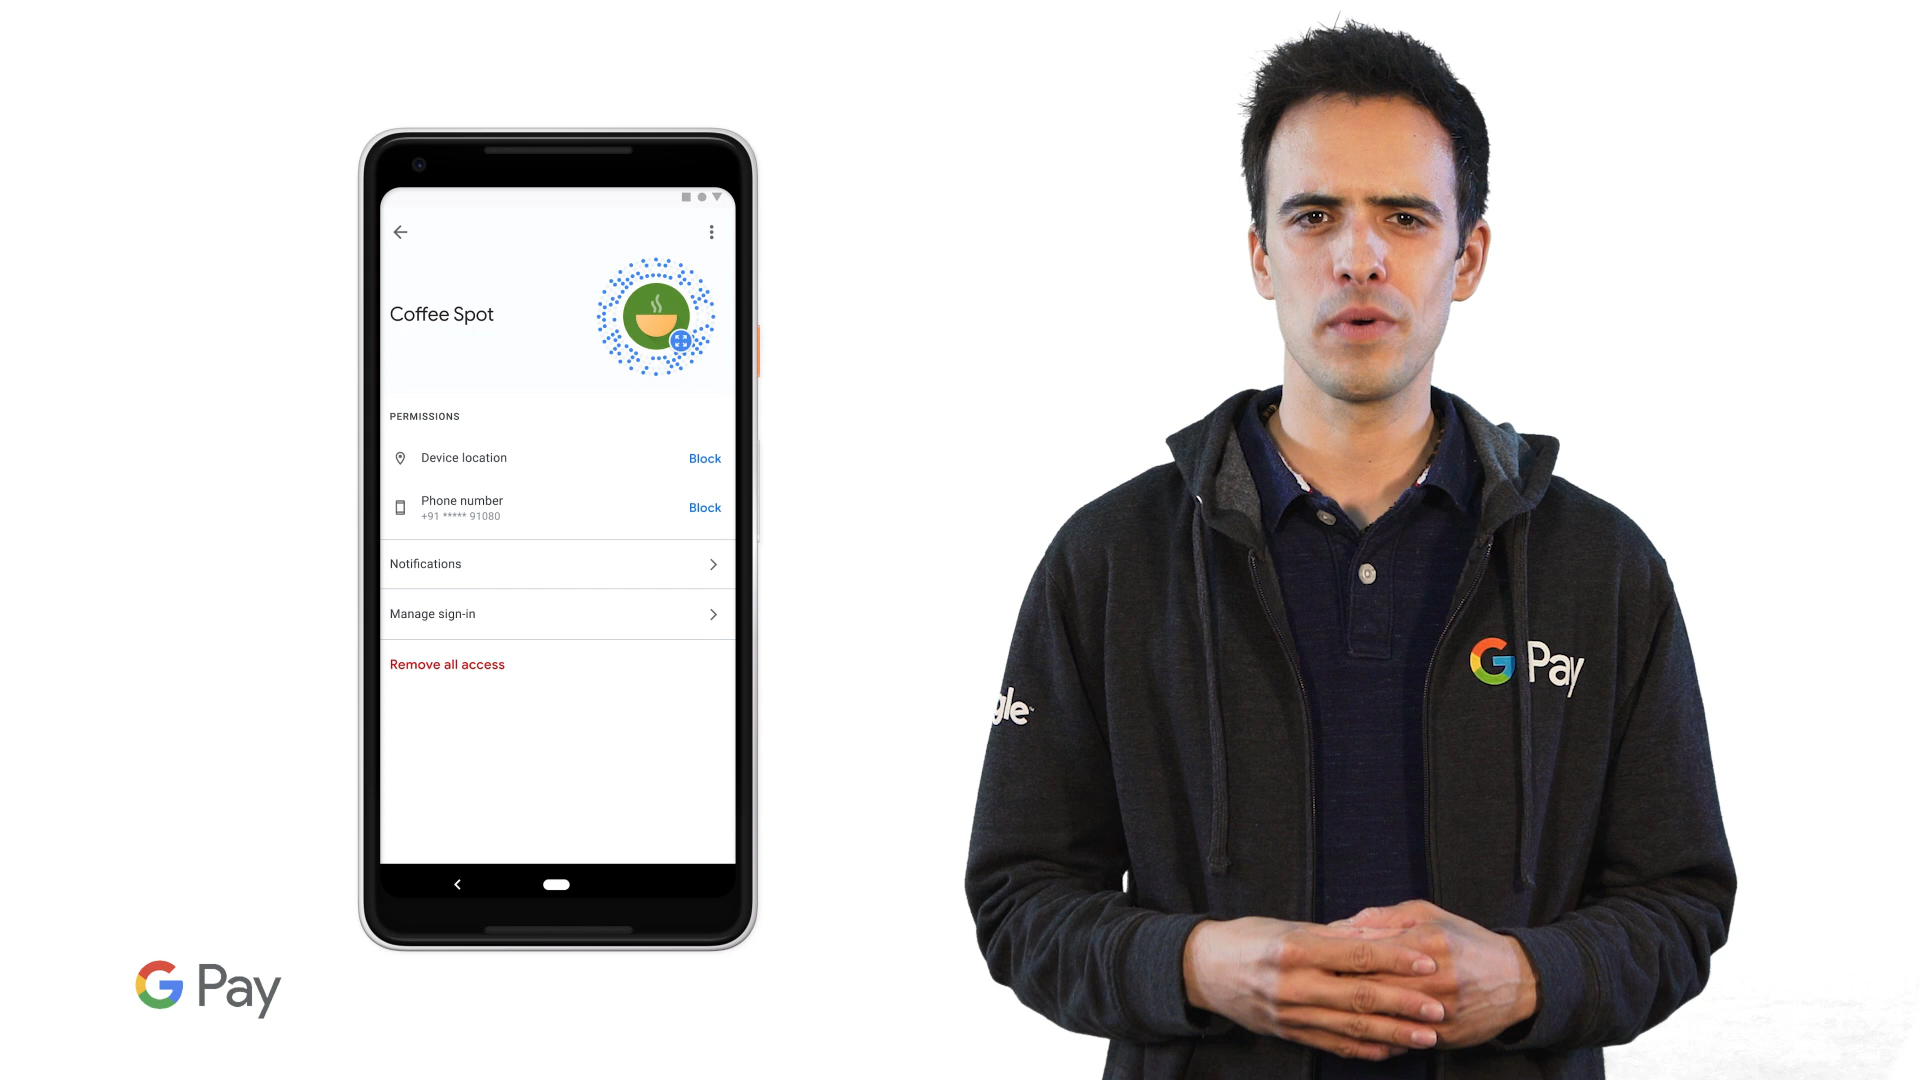 Coffee Spot
PERMISSIONS
Device location Block
Phone number Block
+91 ***** 91080
Notifications
Manage sign-in
Remove all access
G Pay
gle™
G Pay